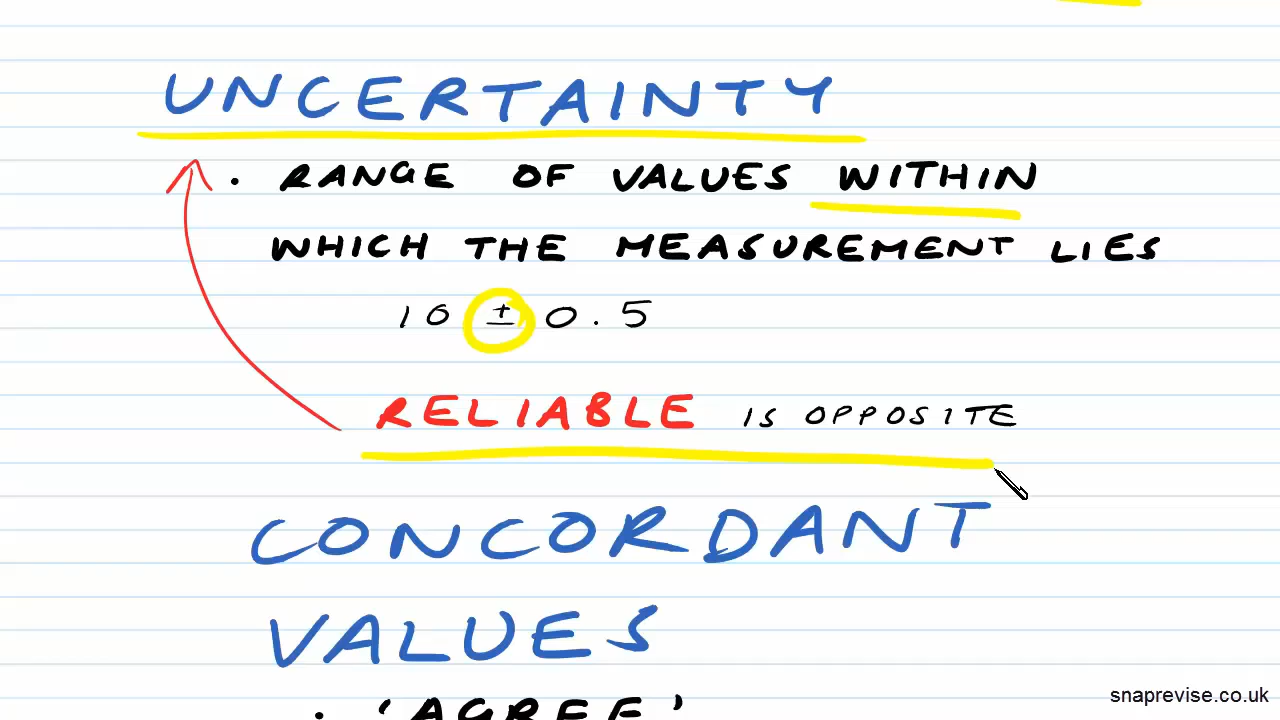 UNCERTAINTY
• RANGE OF VALUES WITHIN
WHICH THE MEASUREMENT LIES
10 ± 0.5
RELIABLE IS OPPOSITE
CONCORDANT
VALUES
• 'AGREE'
snaprevise.co.uk